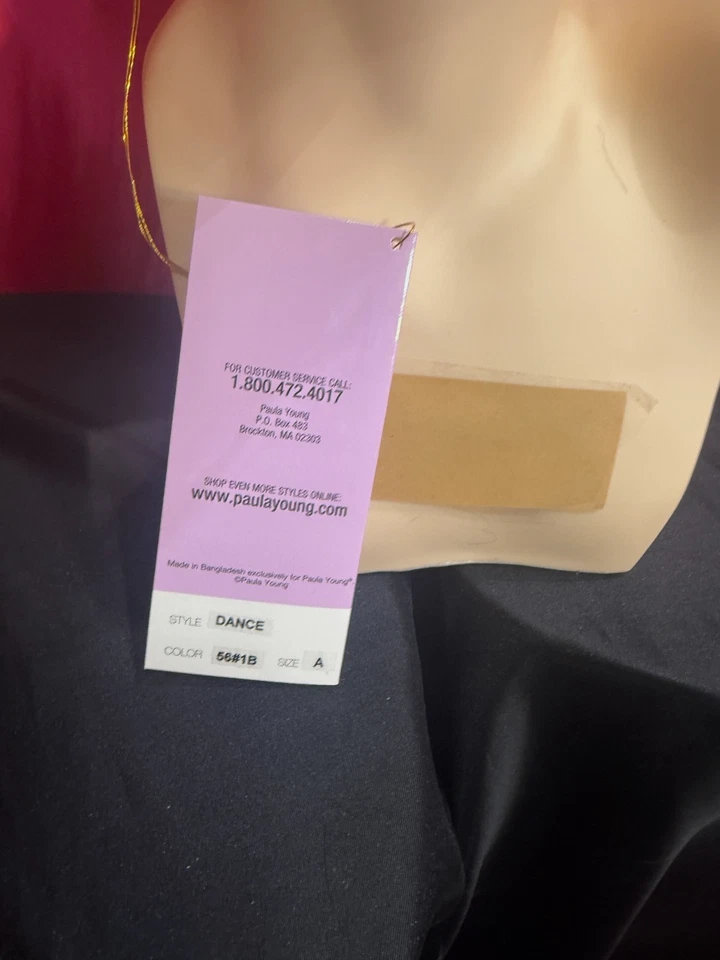 FOR CUSTOMER SERVICE CALL:
1.800.472.4017
Paula Young
P.O. Box 483
Brockton, MA 02303
SHOP EVEN MORE STYLES ONLINE:
www.paulayoung.com
Made in Bangladesh exclusively for Paula Young®.
©Paula Young
STYLE DANCE
COLOR 56#1B SIZE A